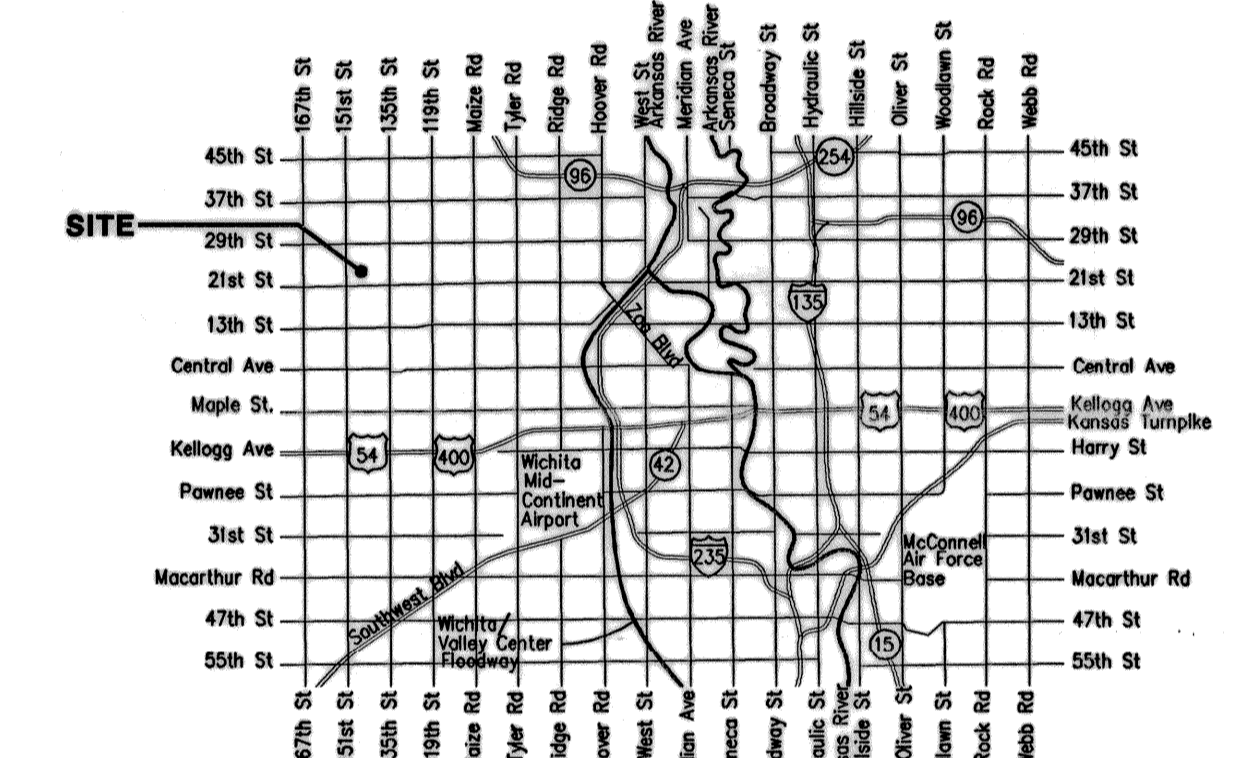 167th St
151st St
135th St
119th St
Maize Rd
Tyler Rd
Ridge Rd
Hoover Rd
West St
Arkansas River
Meridian Ave
Arkansas River
Seneca St
Broadway St
Hydraulic St
Hillside St
Oliver St
Woodlawn St
Rock Rd
Webb Rd
45th St
254
45th St
96
37th St
37th St
SITE
96
29th St
29th St
21st St
21st St
135
13th St
Zoo Blvd
13th St
Central Ave
Central Ave
Maple St.
54
400
Kellogg Ave
Kansas Turnpike
Kellogg Ave
54
400
Harry St
Wichita
Mid-
Continent
Airport
42
Pawnee St
Pawnee St
31st St
31st St
235
McConnell
Air Force
Base
Macarthur Rd
Macarthur Rd
Southwest Blvd
47th St
47th St
Wichita/
Valley Center
Floodway
15
55th St
55th St
67th St
51st St
35th St
19th St
aize Rd
Tyler Rd
idge Rd
over Rd
West St
ian Ave
neca St
dway St
aulic St
sas River
lside St
Oliver St
lawn St
Rock Rd
ebb Rd